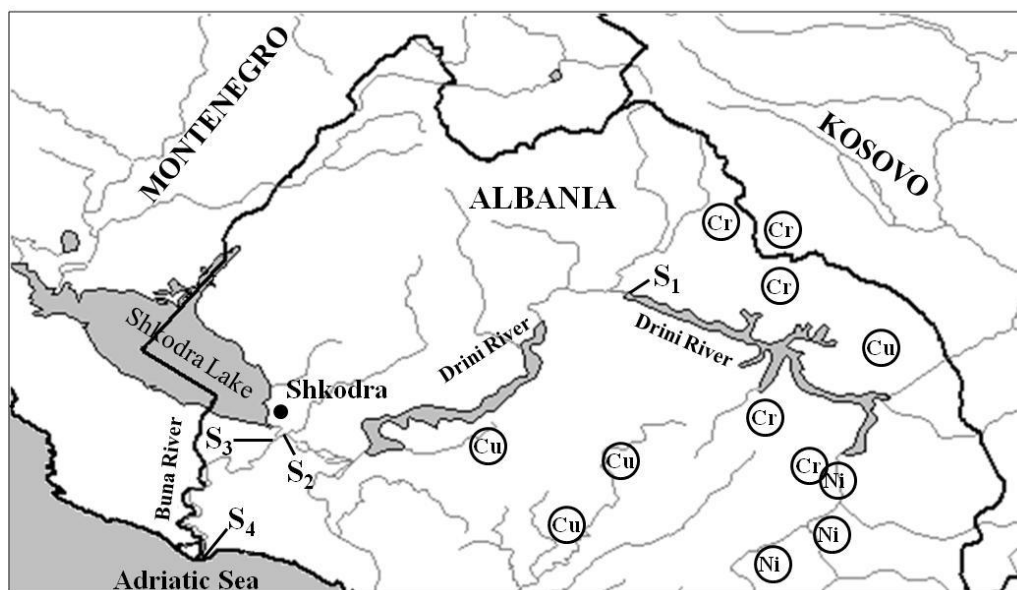 MONTENEGRO
KOSOVO
ALBANIA
Cr
Cr
S1
Cr
Shkodra Lake
Drini River
Drini River
Cu
Shkodra
Cr
S3
S2
Cu
Cu
Cr
Ni
Buna River
S4
Cu
Ni
Ni
Adriatic Sea